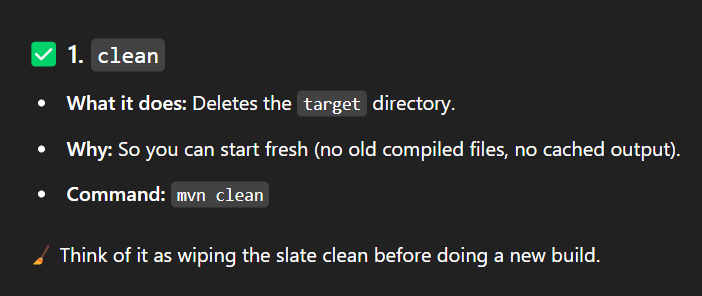 ✅ 1. clean
• What it does: Deletes the target directory.
• Why: So you can start fresh (no old compiled files, no cached output).
• Command: mvn clean
🧹 Think of it as wiping the slate clean before doing a new build.